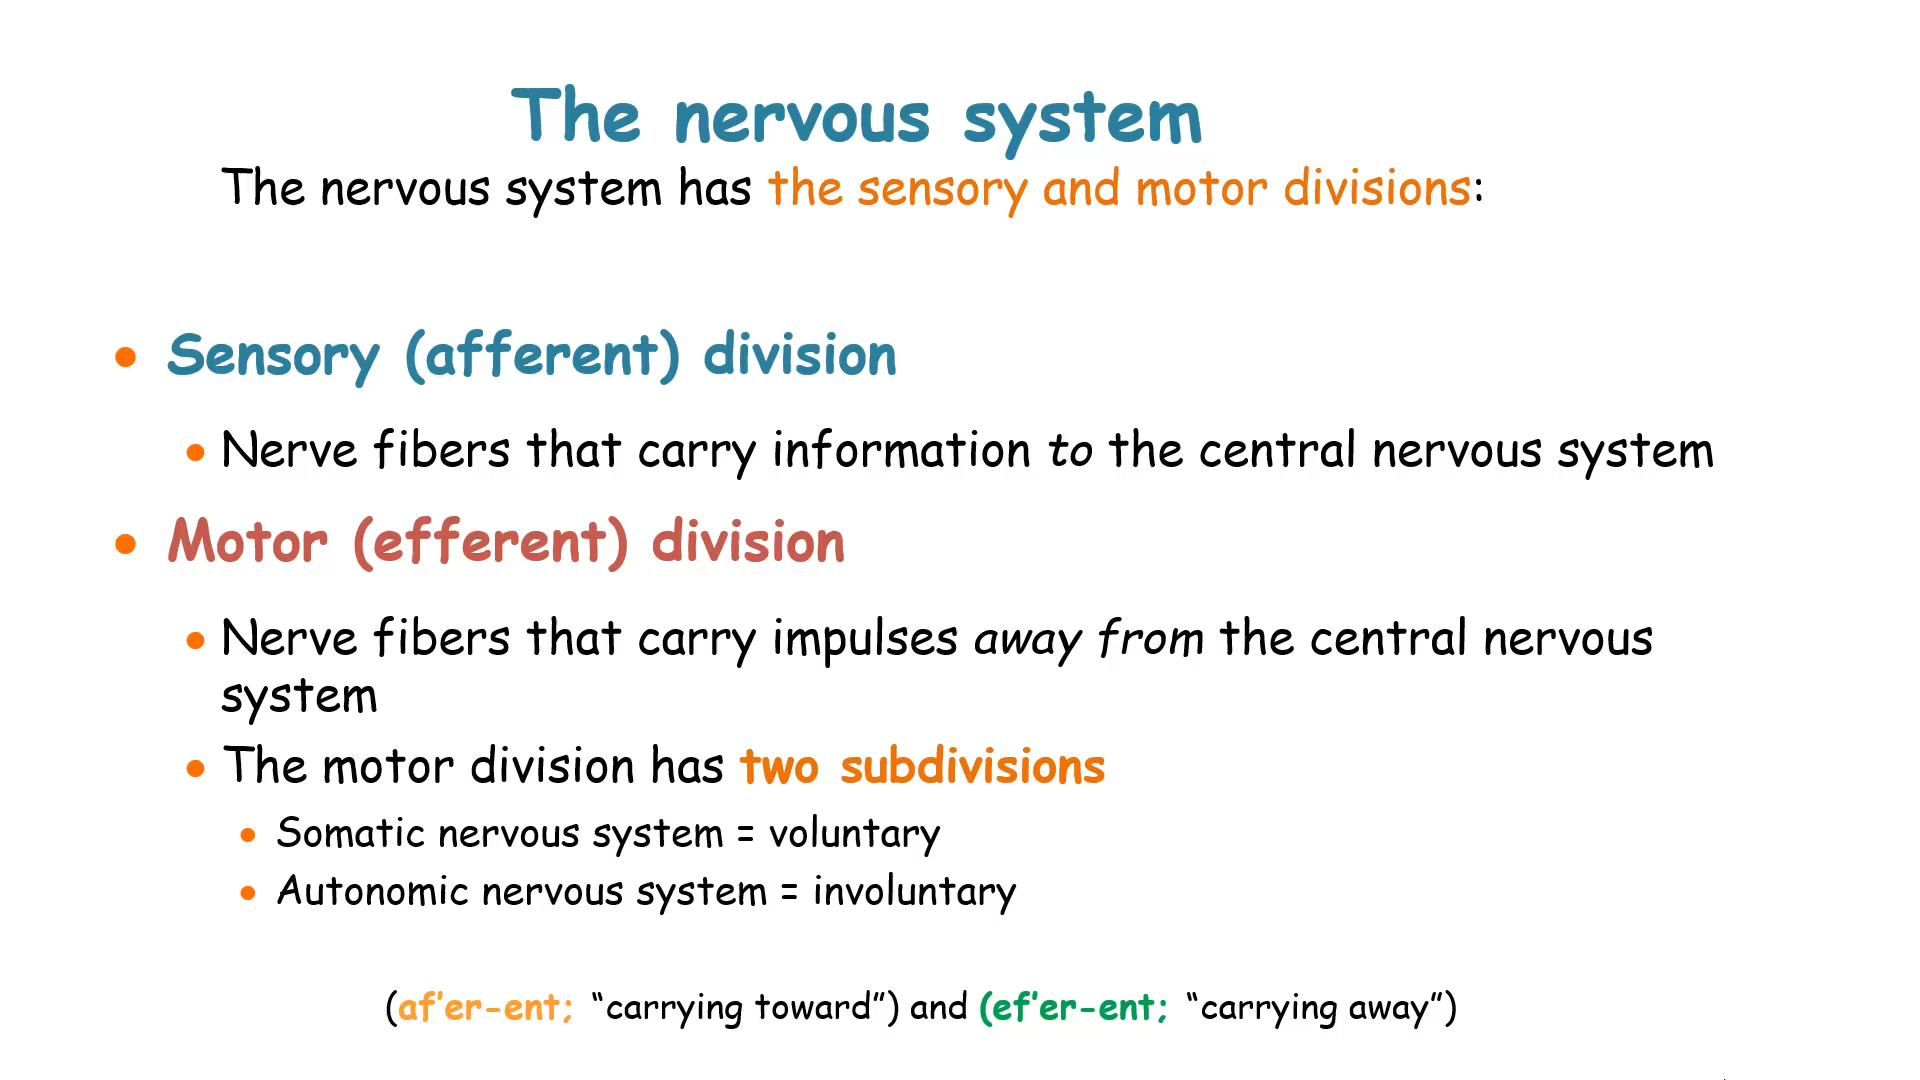 The nervous system
The nervous system has the sensory and motor divisions:
• Sensory (afferent) division
• Nerve fibers that carry information to the central nervous system
• Motor (efferent) division
• Nerve fibers that carry impulses away from the central nervous
system
• The motor division has two subdivisions
• Somatic nervous system = voluntary
• Autonomic nervous system = involuntary
(af’er-ent; “carrying toward”) and (ef’er-ent; “carrying away”)